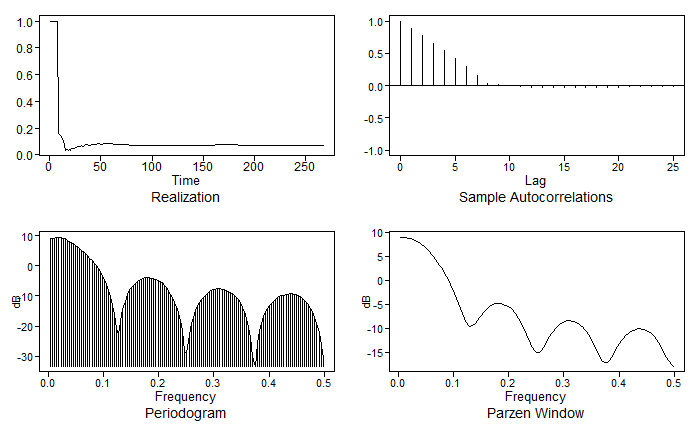 1.0
0.8
0.6
0.4
0.2
0.0
0 50 100 150 200 250
Time
Realization
1.0
0.5
0.0
-0.5
-1.0
0 5 10 15 20 25
Lag
Sample Autocorrelations
10
0
-10
-20
-30
dB
0.0 0.1 0.2 0.3 0.4 0.5
Frequency
Periodogram
10
5
0
-5
-10
-15
dB
0.0 0.1 0.2 0.3 0.4 0.5
Frequency
Parzen Window